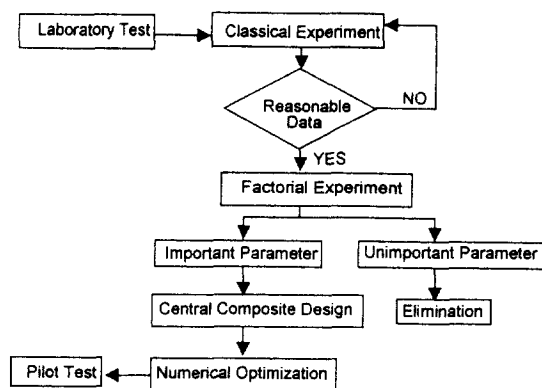 Laboratory Test
Classical Experiment
Reasonable
Data
NO
YES
Factorial Experiment
Important Parameter
Unimportant Parameter
Central Composite Design
Elimination
Pilot Test
Numerical Optimization